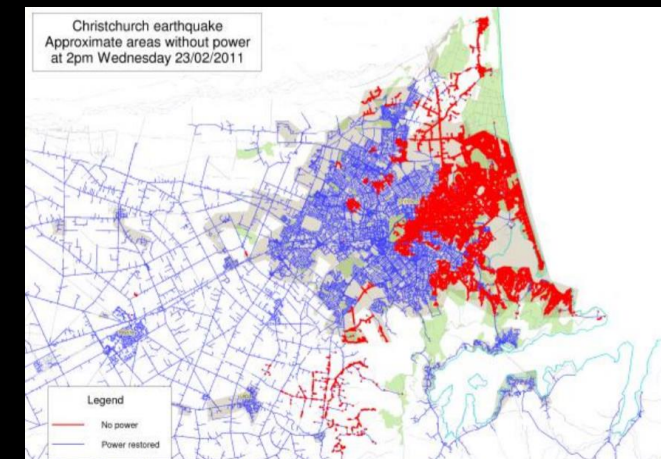 Christchurch earthquake
Approximate areas without power
at 2pm Wednesday 23/02/2011
Legend
No power
Power restored